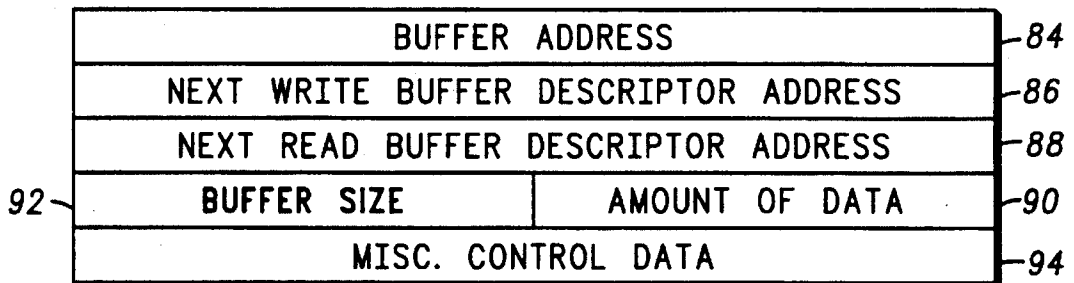 BUFFER ADDRESS 84
NEXT WRITE BUFFER DESCRIPTOR ADDRESS 86
NEXT READ BUFFER DESCRIPTOR ADDRESS 88
92 BUFFER SIZE AMOUNT OF DATA 90
MISC. CONTROL DATA 94